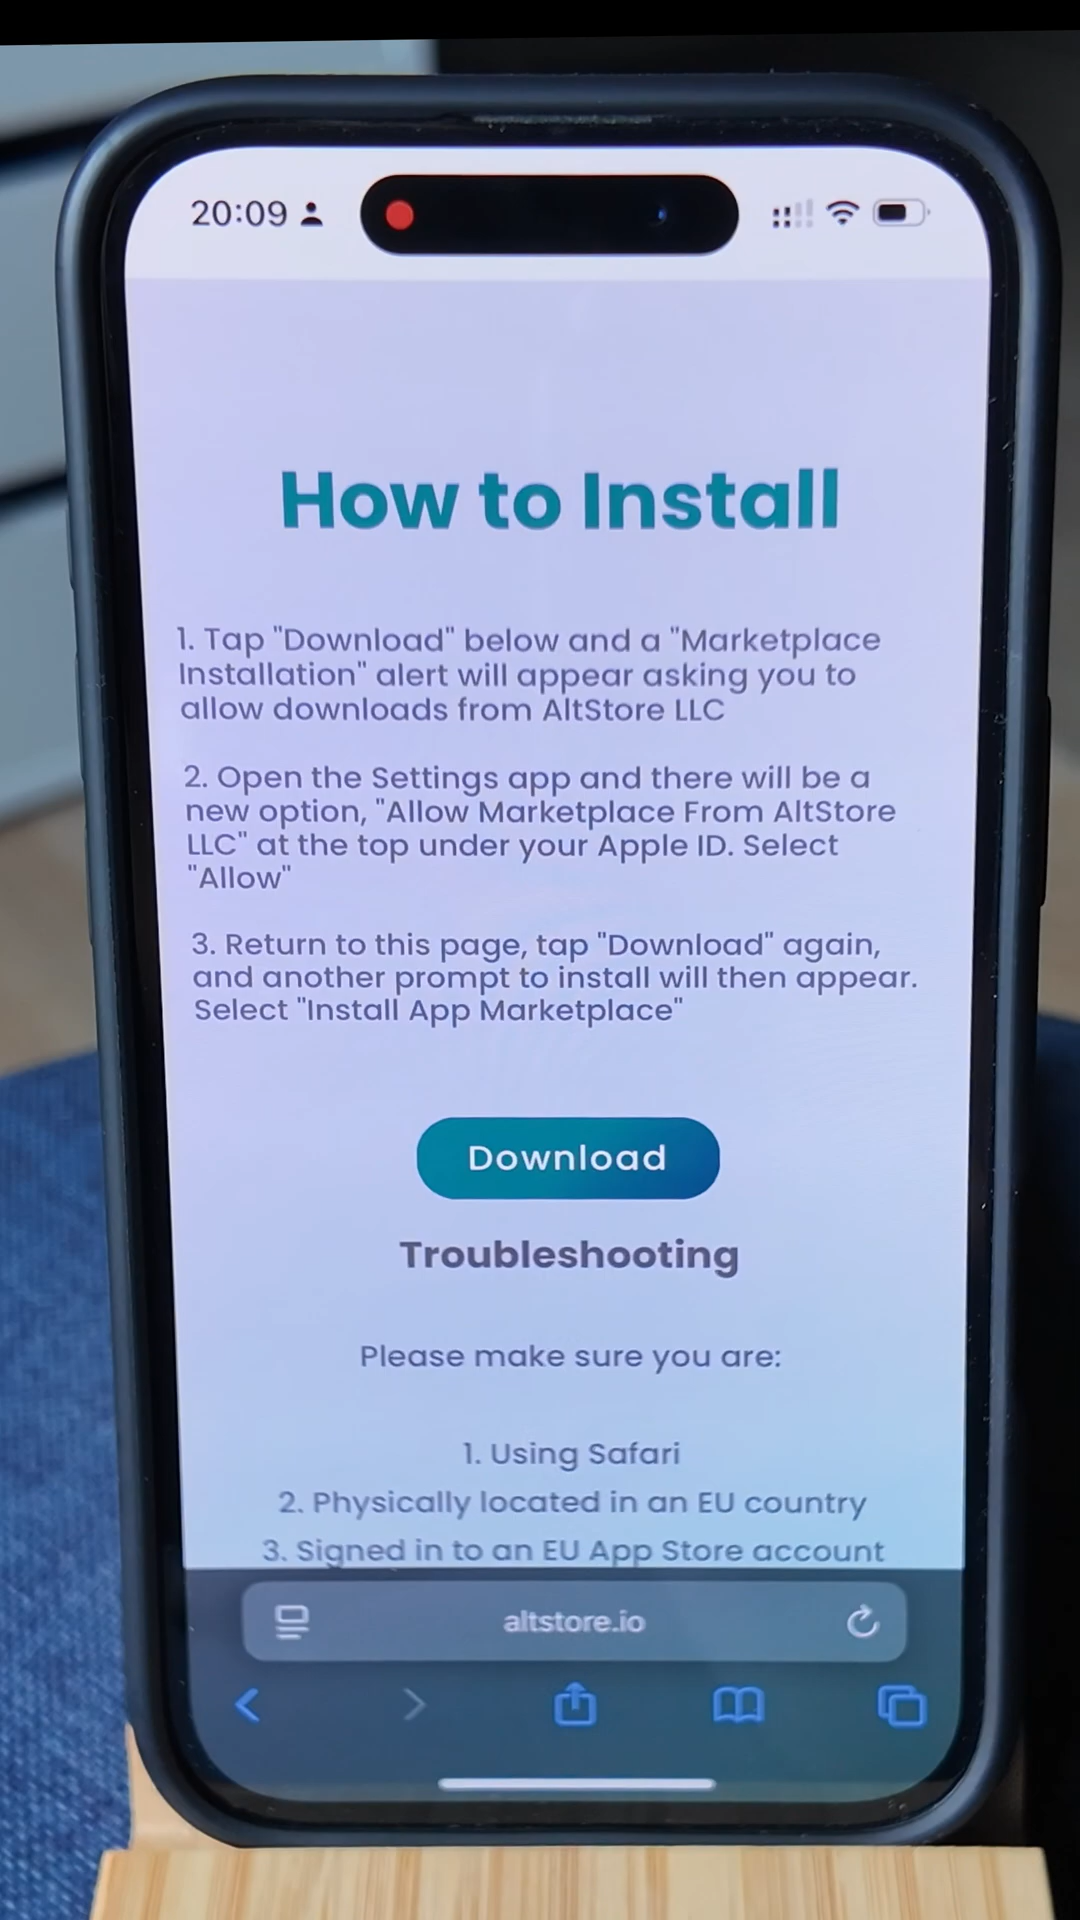 20:09
How to Install
1. Tap "Download" below and a "Marketplace
Installation" alert will appear asking you to
allow downloads from AltStore LLC
2. Open the Settings app and there will be a
new option, "Allow Marketplace From AltStore
LLC" at the top under your Apple ID. Select
"Allow"
3. Return to this page, tap "Download" again,
and another prompt to install will then appear.
Select "Install App Marketplace"
Download
Troubleshooting
Please make sure you are:
1. Using Safari
2. Physically located in an EU country
3. Signed in to an EU App Store account
altstore.io